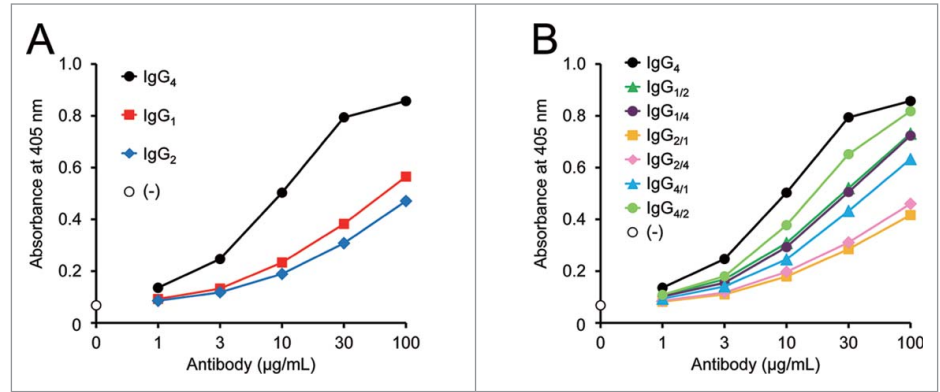 A
Absorbance at 405 nm
1.0
0.8
0.6
0.4
0.2
0
IgG4
IgG1
IgG2
(-)
0 1 3 10 30 100
Antibody (µg/mL)
B
Absorbance at 405 nm
1.0
0.8
0.6
0.4
0.2
0
IgG4
IgG1/2
IgG1/4
IgG2/1
IgG2/4
IgG4/1
IgG4/2
(-)
0 1 3 10 30 100
Antibody (µg/mL)